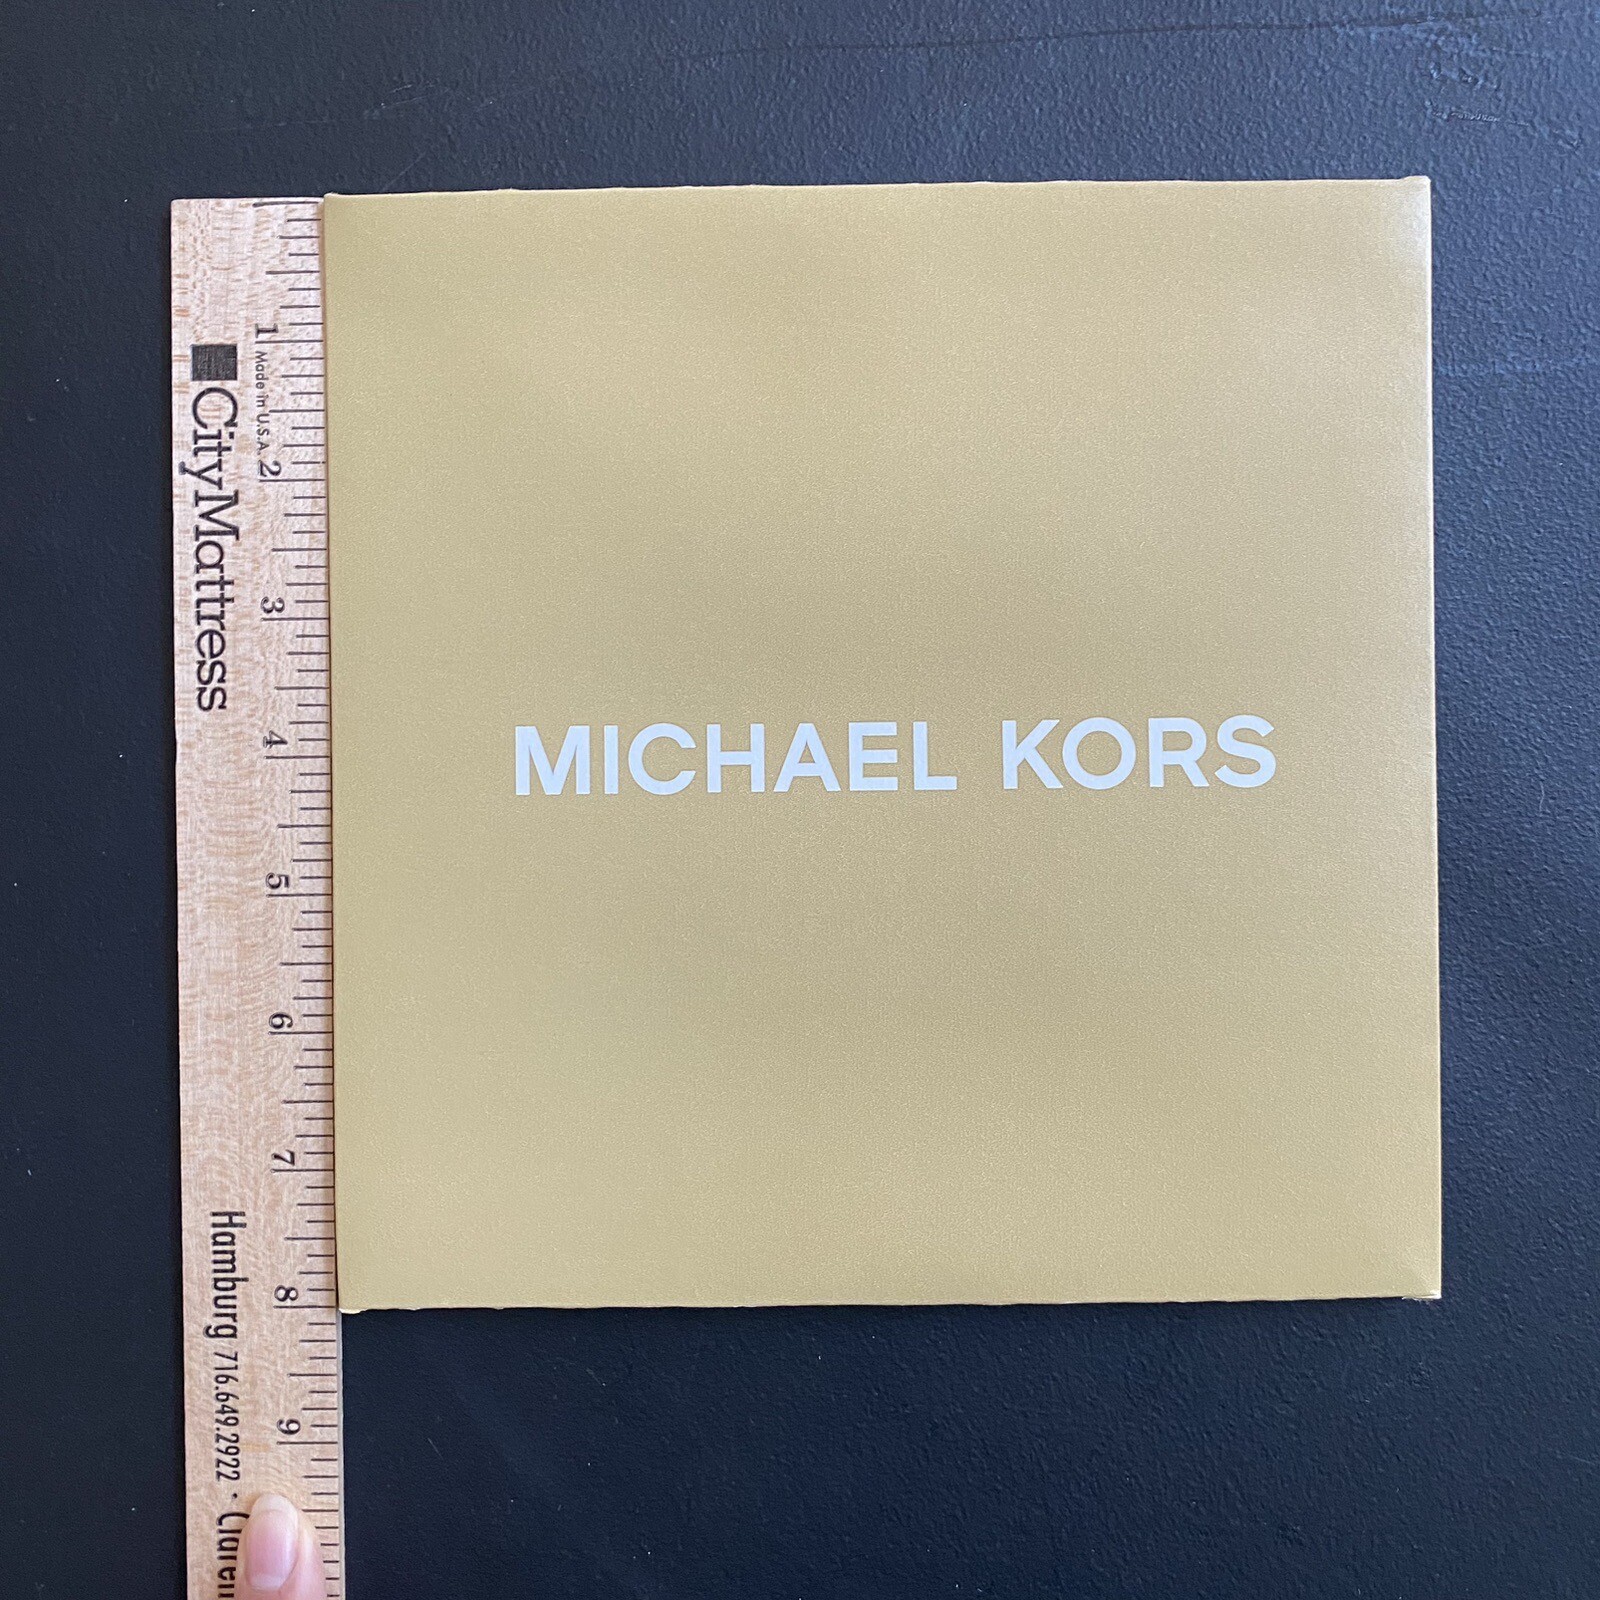 MICHAEL KORS
CityMattress
Made in U.S.A.
1
2
3
4
5
6
7
8
9
Hamburg 716.649.2922 •